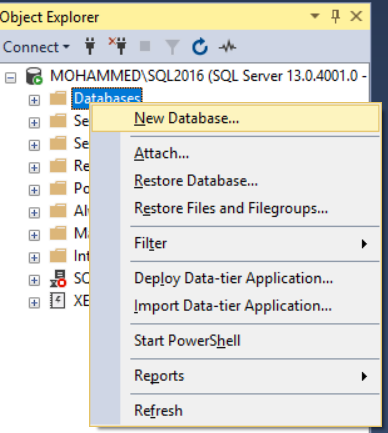 Object Explorer
Connect
MOHAMMED\SQL2016 (SQL Server 13.0.4001.0 -
Databases
New Database...
Se
Attach...
Se
Restore Database...
Re
Po
Restore Files and Filegroups...
Al
Filter
Ma
Int
Deploy Data-tier Application...
SQ
Import Data-tier Application...
XE
Start PowerShell
Reports
Refresh